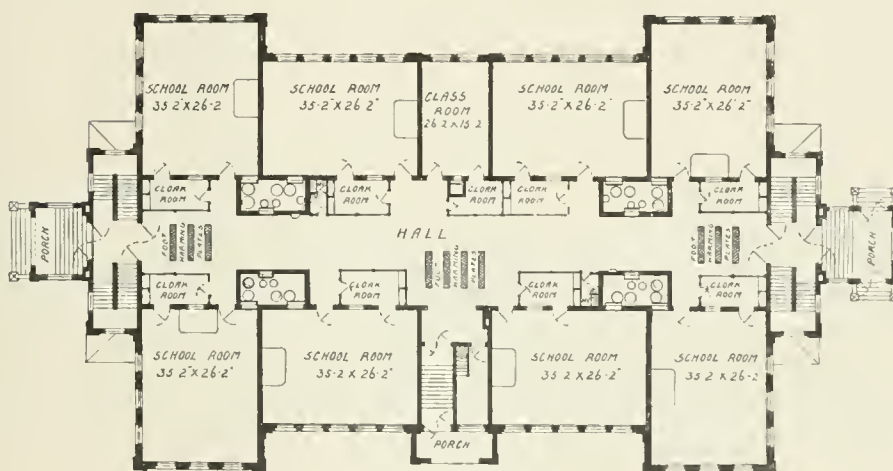 SCHOOL ROOM
35·2"X26·2
SCHOOL ROOM
35·2"X26·2"
CLASS
ROOM
26·2 X 15·2
SCHOOL ROOM
35·2"X26·2"
SCHOOL ROOM
35·2"X26·2"
CLOAK
ROOM
CLOAK
ROOM
CLOAK
ROOM
CLOAK
ROOM
CLOAK
ROOM
PORCH
FOOT
WARMING
PLATES
HALL
FOOT
WARMING
PLATES
FOOT
WARMING
PLATES
PORCH
CLOAK
ROOM
CLOAK
ROOM
CLOAK
ROOM
CLOAK
ROOM
SCHOOL ROOM
35·2"X26·2"
SCHOOL ROOM
35·2 X 26·2"
SCHOOL ROOM
35·2 X 26·2"
SCHOOL ROOM
35·2 X 26·2
PORCH